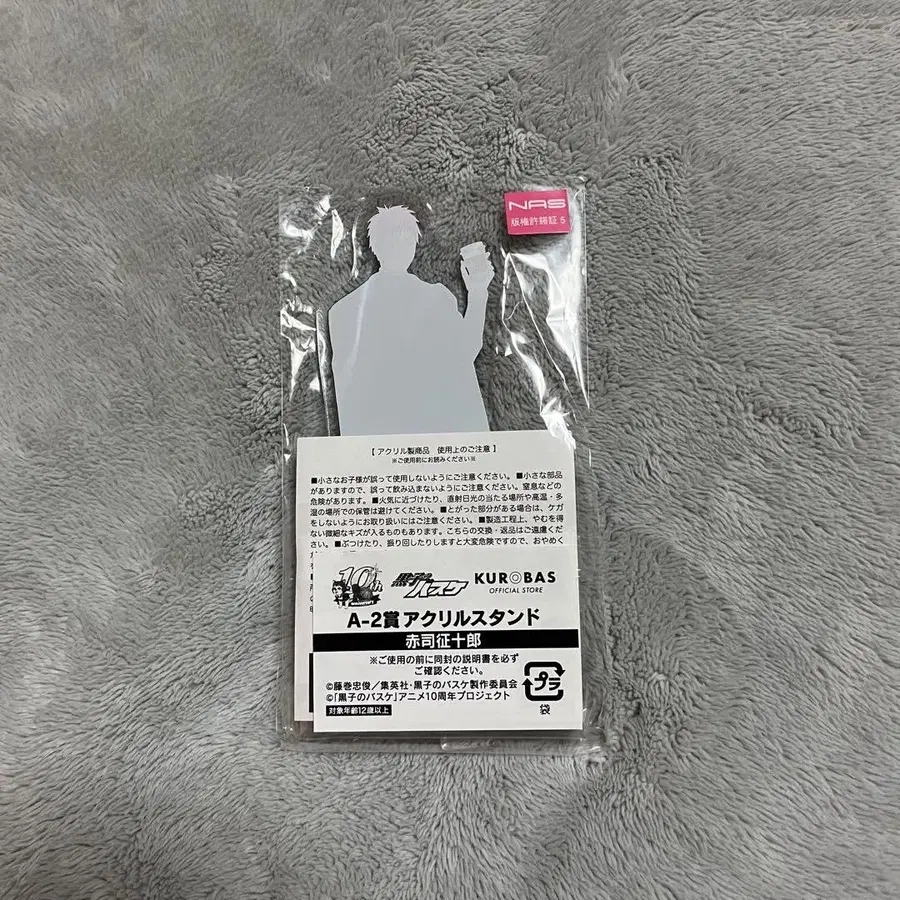 NAS
版権許諾証 5
【 アクリル製商品　使用上のご注意 】
※ご使用前にお読みください※
■小さなお子様が誤って使用しないようにご注意ください。■小さな部品
がありますので、誤って飲み込まないようにご注意ください。窒息などの
危険があります。■火気に近づけたり、直射日光の当たる場所や高温・多
湿の場所での保管は避けてください。■とがった部分がある場合は、ケガ
をしないようにお取り扱いにはご注意ください。■製造工程上、やむを得
ない微細なキズが入るものもあります。こちらの交換・返品はご遠慮くだ
さい。■ぶつけたり、振り回したりしますと大変危険ですので、おやめく
10th
ANNIVERSARY
黒子のバスケ
KUROBAS
OFFICIAL STORE
A-2賞 アクリルスタンド
赤司征十郎
※ご使用の前に同封の説明書を必ず
ご確認ください。
©藤巻忠俊／集英社・黒子のバスケ製作委員会
©「黒子のバスケ」アニメ10周年プロジェクト
対象年齢12歳以上
プラ
袋